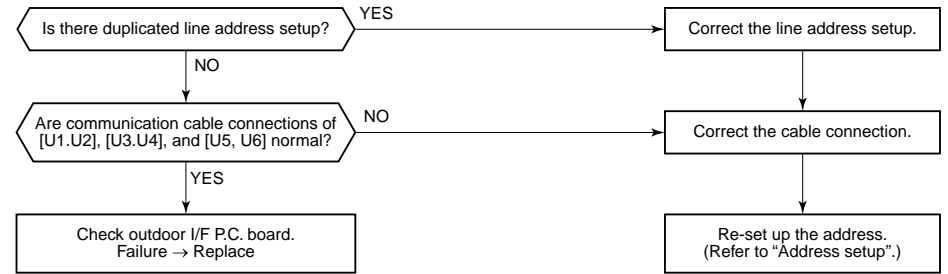 Is there duplicated line address setup?
YES
Correct the line address setup.
NO
Are communication cable connections of
[U1.U2], [U3.U4], and [U5, U6] normal?
NO
Correct the cable connection.
YES
Check outdoor I/F P.C. board.
Failure → Replace
Re-set up the address.
(Refer to “Address setup”.)